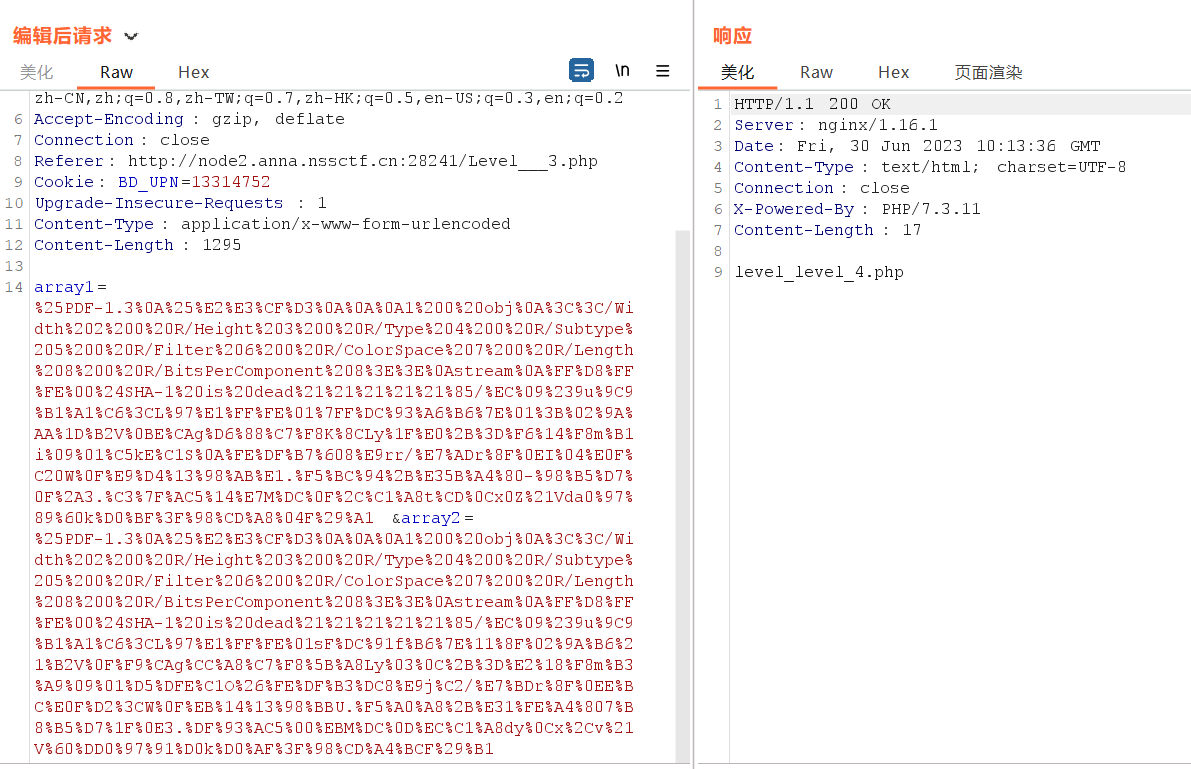 编辑后请求
美化 Raw Hex \n
zh-CN,zh;q=0.8,zh-TW;q=0.7,zh-HK;q=0.5,en-US;q=0.3,en;q=0.2
6 Accept-Encoding : gzip, deflate
7 Connection : close
8 Referer : http://node2.anna.nssctf.cn:28241/Level___3.php
9 Cookie : BD_UPN=13314752
10 Upgrade-Insecure-Requests : 1
11 Content-Type : application/x-www-form-urlencoded
12 Content-Length : 1295
13
14 array1=
%25PDF-1.3%0A%25%E2%E3%CF%D3%0A%0A%0A1%200%20obj%0A%3C%3C/Wi
dth%202%200%20R/Height%203%200%20R/Type%204%200%20R/Subtype%
205%200%20R/Filter%206%200%20R/ColorSpace%207%200%20R/Length
%208%200%20R/BitsPerComponent%208%3E%3E%0Astream%0A%FF%D8%FF
%FE%00%24SHA-1%20is%20dead%21%21%21%21%21%85/%EC%09%239u%9C9
%B1%A1%C6%3CL%97%E1%FF%FE%01%7FF%DC%93%A6%B6%7E%01%3B%02%9A%
AA%1D%B2V%0BE%CAg%D6%88%C7%F8K%8CLy%1F%E0%2B%3D%F6%14%F8m%B1
i%09%01%C5kE%C1S%0A%FE%DF%B7%608%E9rr/%E7%ADr%8F%0EI%04%E0F%
C20W%0F%E9%D4%13%98%AB%E1.%F5%BC%94%2B%E35B%A4%80-%98%B5%D7%
0F%2A3.%C3%7F%AC5%14%E7M%DC%0F%2C%C1%A8t%CD%0Cx0Z%21Vda0%97%
89%60k%D0%BF%3F%98%CD%A8%04F%29%A1 &array2=
%25PDF-1.3%0A%25%E2%E3%CF%D3%0A%0A%0A1%200%20obj%0A%3C%3C/Wi
dth%202%200%20R/Height%203%200%20R/Type%204%200%20R/Subtype%
205%200%20R/Filter%206%200%20R/ColorSpace%207%200%20R/Length
%208%200%20R/BitsPerComponent%208%3E%3E%0Astream%0A%FF%D8%FF
%FE%00%24SHA-1%20is%20dead%21%21%21%21%21%85/%EC%09%239u%9C9
%B1%A1%C6%3CL%97%E1%FF%FE%01sF%DC%91f%B6%7E%11%8F%02%9A%B6%2
1%B2V%0F%F9%CAg%CC%A8%C7%F8%5B%A8Ly%03%0C%2B%3D%E2%18%F8m%B3
%A9%09%01%D5%DFE%C1O%26%FE%DF%B3%DC8%E9j%C2/%E7%BDr%8F%0EE%B
C%E0F%D2%3CW%0F%EB%14%13%98%BBU.%F5%A0%A8%2B%E31%FE%A4%807%B
8%B5%D7%1F%0E3.%DF%93%AC5%00%EBM%DC%0D%EC%C1%A8dy%0Cx%2Cv%21
V%60%DD0%97%91%D0k%D0%AF%3F%98%CD%A4%BCF%29%B1
响应
美化 Raw Hex 页面渲染
1 HTTP/1.1 200 OK
2 Server : nginx/1.16.1
3 Date : Fri, 30 Jun 2023 10:13:36 GMT
4 Content-Type : text/html; charset=UTF-8
5 Connection : close
6 X-Powered-By : PHP/7.3.11
7 Content-Length : 17
8
9 level_level_4.php